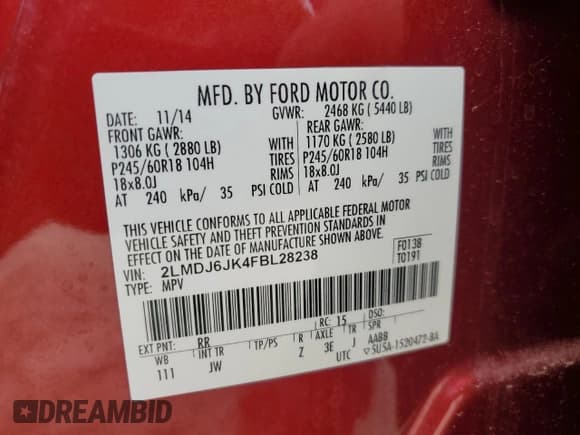 MFD. BY FORD MOTOR CO.
DATE: 11/14 GVWR: 2468 KG ( 5440 LB)
FRONT GAWR: REAR GAWR:
1306 KG ( 2880 LB) WITH 1170 KG ( 2580 LB) WITH
P245/60R18 104H TIRES P245/60R18 104H TIRES
18x8.0J RIMS 18x8.0J RIMS
AT 240 kPa/ 35 PSI COLD AT 240 kPa/ 35 PSI COLD
THIS VEHICLE CONFORMS TO ALL APPLICABLE FEDERAL MOTOR
VEHICLE SAFETY AND THEFT PREVENTION STANDARDS IN
EFFECT ON THE DATE OF MANUFACTURE SHOWN ABOVE.
VIN: 2LMDJ6JK4FBL28238 F0138
TYPE: MPV T0191
EXT PNT: RR RC: 15 DSO:
WB INT TR TP/PS R AXLE TR SPR
111 JW Z 3E J AABB
UTC ▽SU5A-1520472-BA
DREAMBID